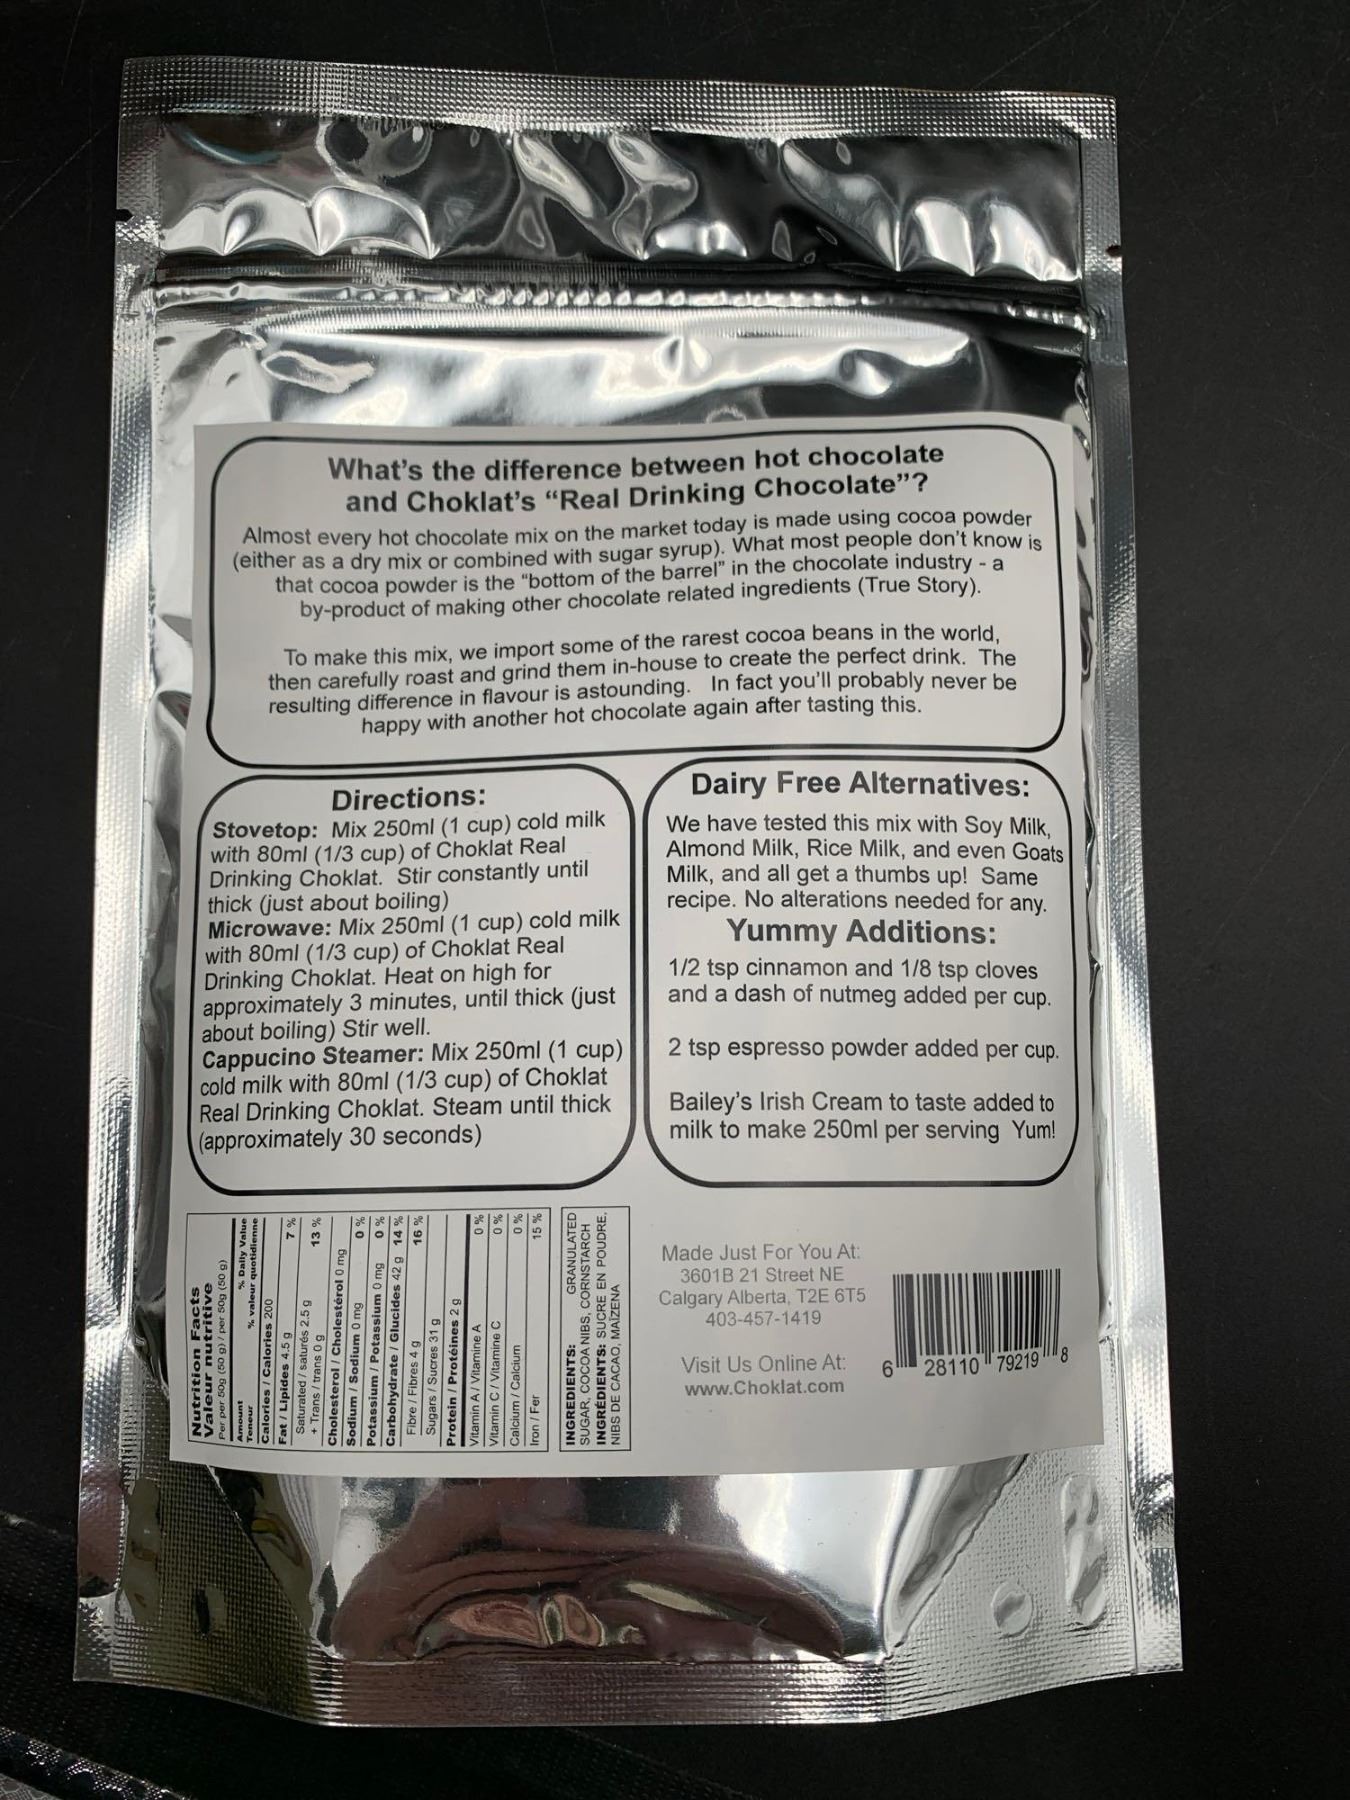 What's the difference between hot chocolate
and Choklat's “Real Drinking Chocolate”?
Almost every hot chocolate mix on the market today is made using cocoa powder
(either as a dry mix or combined with sugar syrup). What most people don't know is
that cocoa powder is the “bottom of the barrel” in the chocolate industry - a
by-product of making other chocolate related ingredients (True Story).
To make this mix, we import some of the rarest cocoa beans in the world,
then carefully roast and grind them in-house to create the perfect drink. The
resulting difference in flavour is astounding. In fact you'll probably never be
happy with another hot chocolate again after tasting this.
Directions:
Stovetop: Mix 250ml (1 cup) cold milk
with 80ml (1/3 cup) of Choklat Real
Drinking Choklat. Stir constantly until
thick (just about boiling)
Microwave: Mix 250ml (1 cup) cold milk
with 80ml (1/3 cup) of Choklat Real
Drinking Choklat. Heat on high for
approximately 3 minutes, until thick (just
about boiling) Stir well.
Cappucino Steamer: Mix 250ml (1 cup)
cold milk with 80ml (1/3 cup) of Choklat
Real Drinking Choklat. Steam until thick
(approximately 30 seconds)
Dairy Free Alternatives:
We have tested this mix with Soy Milk,
Almond Milk, Rice Milk, and even Goats
Milk, and all get a thumbs up! Same
recipe. No alterations needed for any.
Yummy Additions:
1/2 tsp cinnamon and 1/8 tsp cloves
and a dash of nutmeg added per cup.
2 tsp espresso powder added per cup.
Bailey's Irish Cream to taste added to
milk to make 250ml per serving Yum!
Nutrition Facts
Valeur nutritive
Per per 50g (50 g) / per 50g (50 g)
Amount % Daily Value
Teneur % valeur quotidienne
Calories / Calories 200
Fat / Lipides 4.5 g 7 %
Saturated / saturés 2.5 g 13 %
+ Trans / trans 0 g
Cholesterol / Cholestérol 0 mg
Sodium / Sodium 0 mg 0 %
Potassium / Potassium 0 mg 0 %
Carbohydrate / Glucides 42 g 14 %
Fibre / Fibres 4 g 16 %
Sugars / Sucres 31 g
Protein / Protéines 2 g
Vitamin A / Vitamine A 0 %
Vitamin C / Vitamine C 0 %
Calcium / Calcium 0 %
Iron / Fer 15 %
INGREDIENTS: GRANULATED
SUGAR, COCOA NIBS, CORNSTARCH
INGRÉDIENTS: SUCRE EN POUDRE,
NIBS DE CACAO, MAÏZENA
Made Just For You At:
3601B 21 Street NE
Calgary Alberta, T2E 6T5
403-457-1419
Visit Us Online At:
www.Choklat.com
6 28110 79219 8